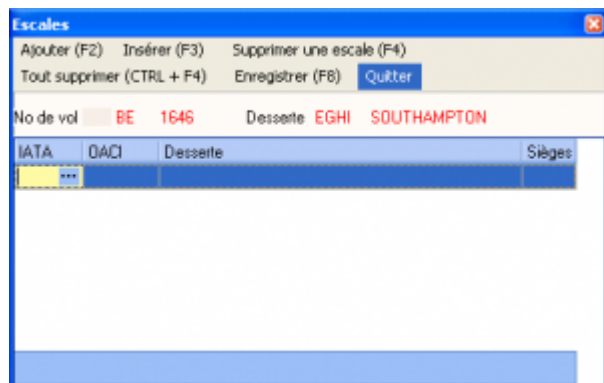 Escales
Ajouter (F2) Insérer (F3) Supprimer une escale (F4)
Tout supprimer (CTRL + F4) Enregistrer (F8) Quitter
No de vol BE 1646 Desserte EGHI SOUTHAMPTON
IATA OACI Desserte Sièges
...